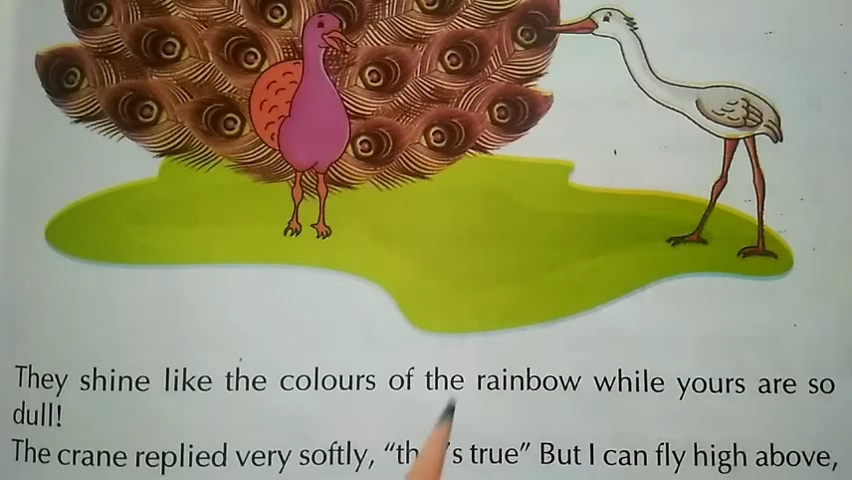 They shine like the colours of the rainbow while yours are so
dull!
The crane replied very softly, “th 's true” But I can fly high above,